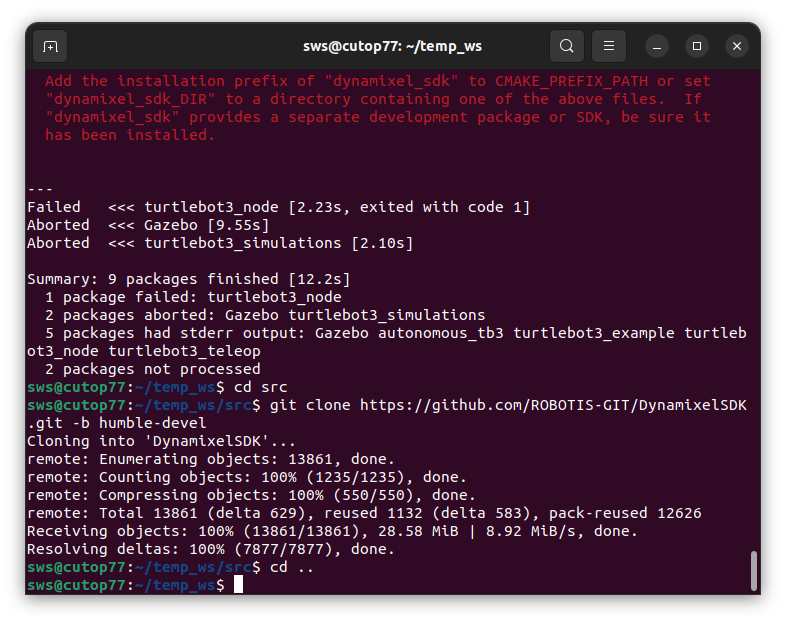 sws@cutop77: ~/temp_ws
Add the installation prefix of "dynamixel_sdk" to CMAKE_PREFIX_PATH or set
"dynamixel_sdk_DIR" to a directory containing one of the above files.  If
"dynamixel_sdk" provides a separate development package or SDK, be sure it
has been installed.
---
Failed   <<< turtlebot3_node [2.23s, exited with code 1]
Aborted  <<< Gazebo [9.55s]
Aborted  <<< turtlebot3_simulations [2.10s]
Summary: 9 packages finished [12.2s]
  1 package failed: turtlebot3_node
  2 packages aborted: Gazebo turtlebot3_simulations
  5 packages had stderr output: Gazebo autonomous_tb3 turtlebot3_example turtleb
ot3_node turtlebot3_teleop
  2 packages not processed
sws@cutop77:~/temp_ws$ cd src
sws@cutop77:~/temp_ws/src$ git clone https://github.com/ROBOTIS-GIT/DynamixelSDK
.git -b humble-devel
Cloning into 'DynamixelSDK'...
remote: Enumerating objects: 13861, done.
remote: Counting objects: 100% (1235/1235), done.
remote: Compressing objects: 100% (550/550), done.
remote: Total 13861 (delta 629), reused 1132 (delta 583), pack-reused 12626
Receiving objects: 100% (13861/13861), 28.58 MiB | 8.92 MiB/s, done.
Resolving deltas: 100% (7877/7877), done.
sws@cutop77:~/temp_ws/src$ cd ..
sws@cutop77:~/temp_ws$